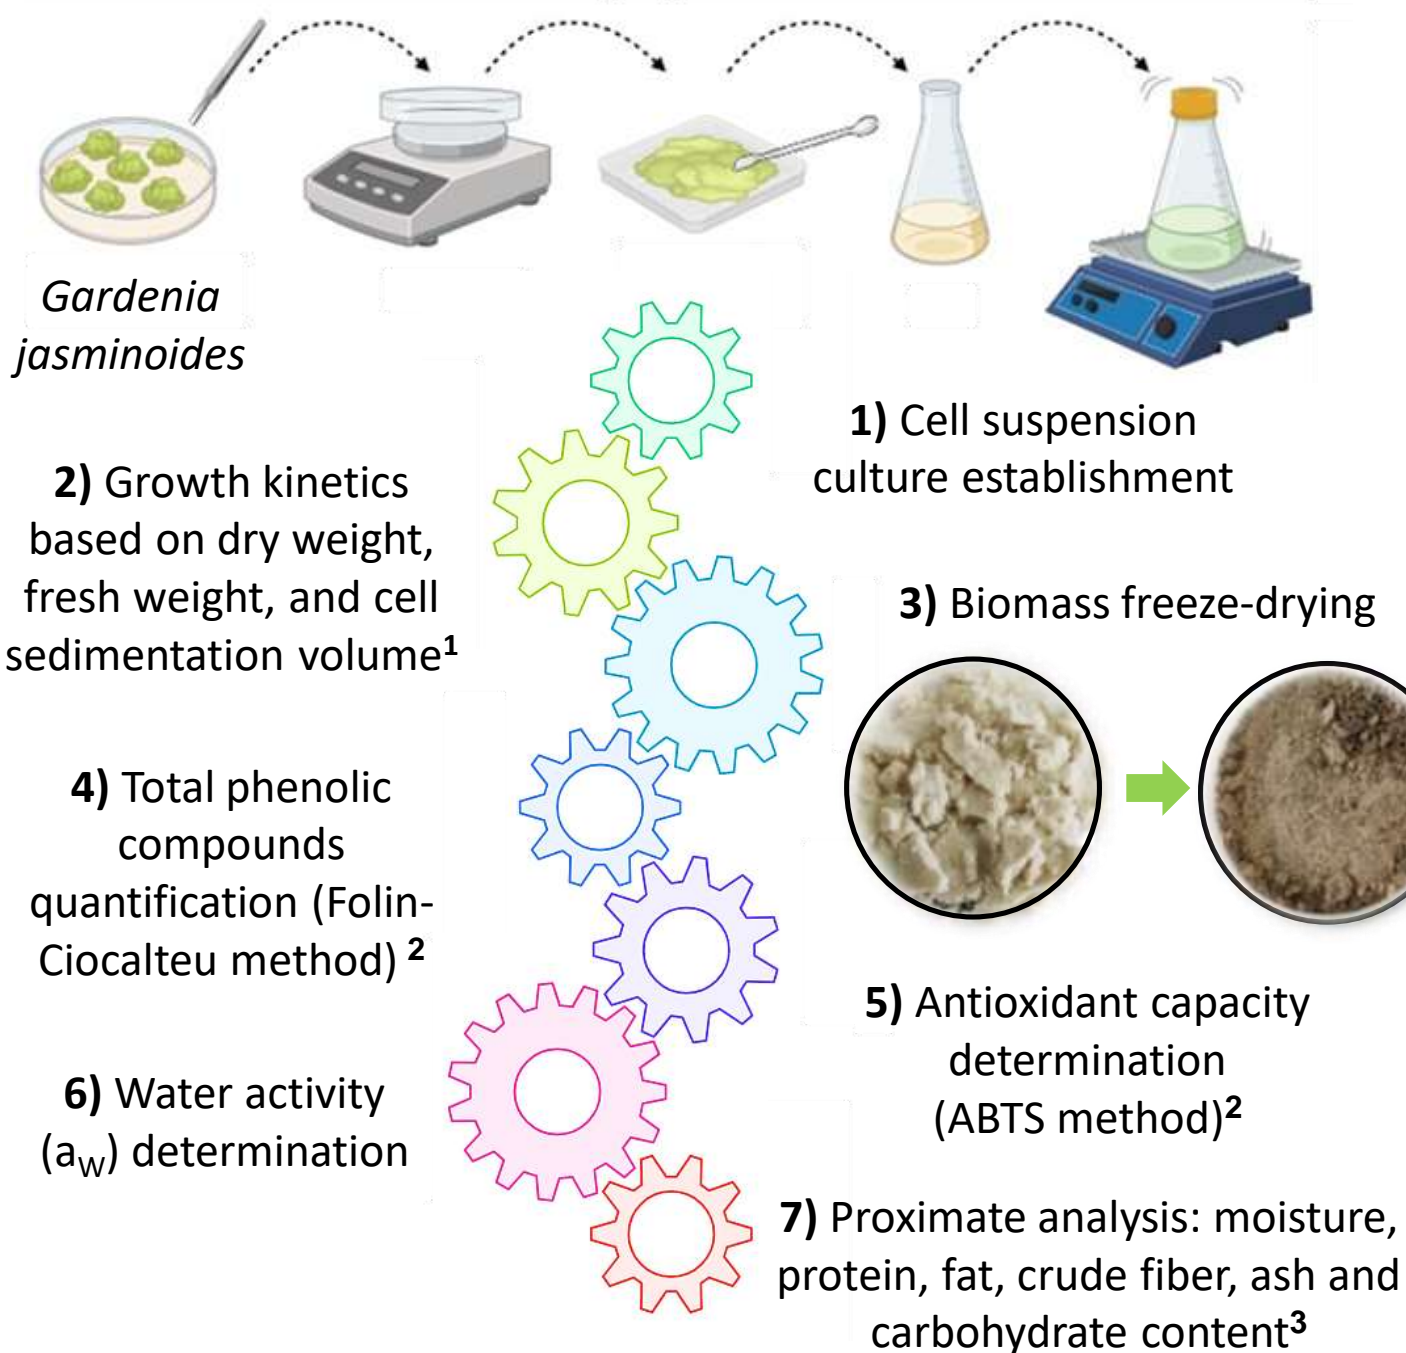 Gardenia
jasminoides
1) Cell suspension
culture establishment
2) Growth kinetics
based on dry weight,
fresh weight, and cell
sedimentation volume¹
3) Biomass freeze-drying
4) Total phenolic
compounds
quantification (Folin-
Ciocalteu method) ²
5) Antioxidant capacity
determination
(ABTS method)²
6) Water activity
(aW) determination
7) Proximate analysis: moisture,
protein, fat, crude fiber, ash and
carbohydrate content³